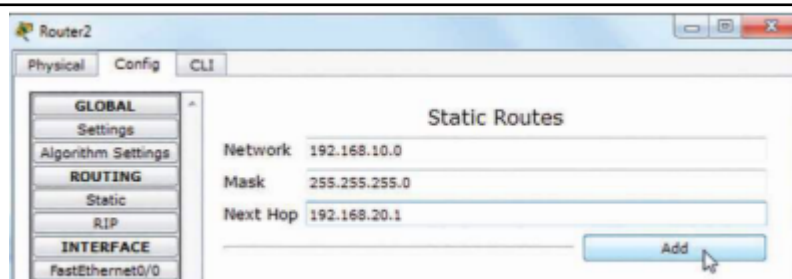 Router2
Physical Config CLI
GLOBAL
Settings
Algorithm Settings
ROUTING
Static
RIP
INTERFACE
FastEthernet0/0
Static Routes
Network 192.168.10.0
Mask 255.255.255.0
Next Hop 192.168.20.1
Add